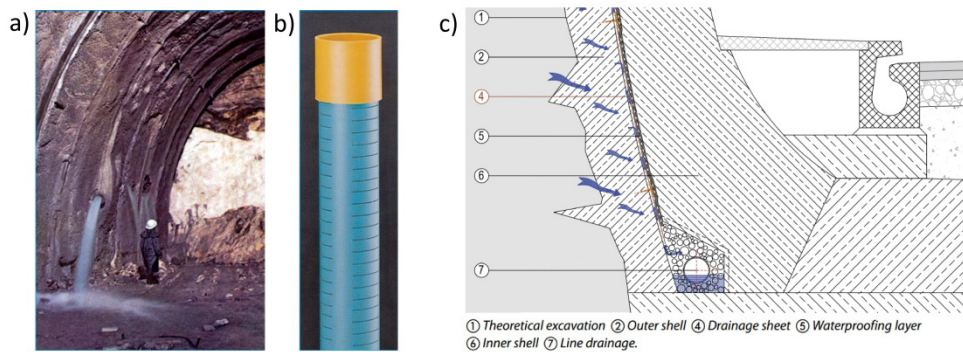 a)
b)
c)
①
②
④
⑤
⑥
⑦
① Theoretical excavation ② Outer shell ④ Drainage sheet ⑤ Waterproofing layer
⑥ Inner shell ⑦ Line drainage.